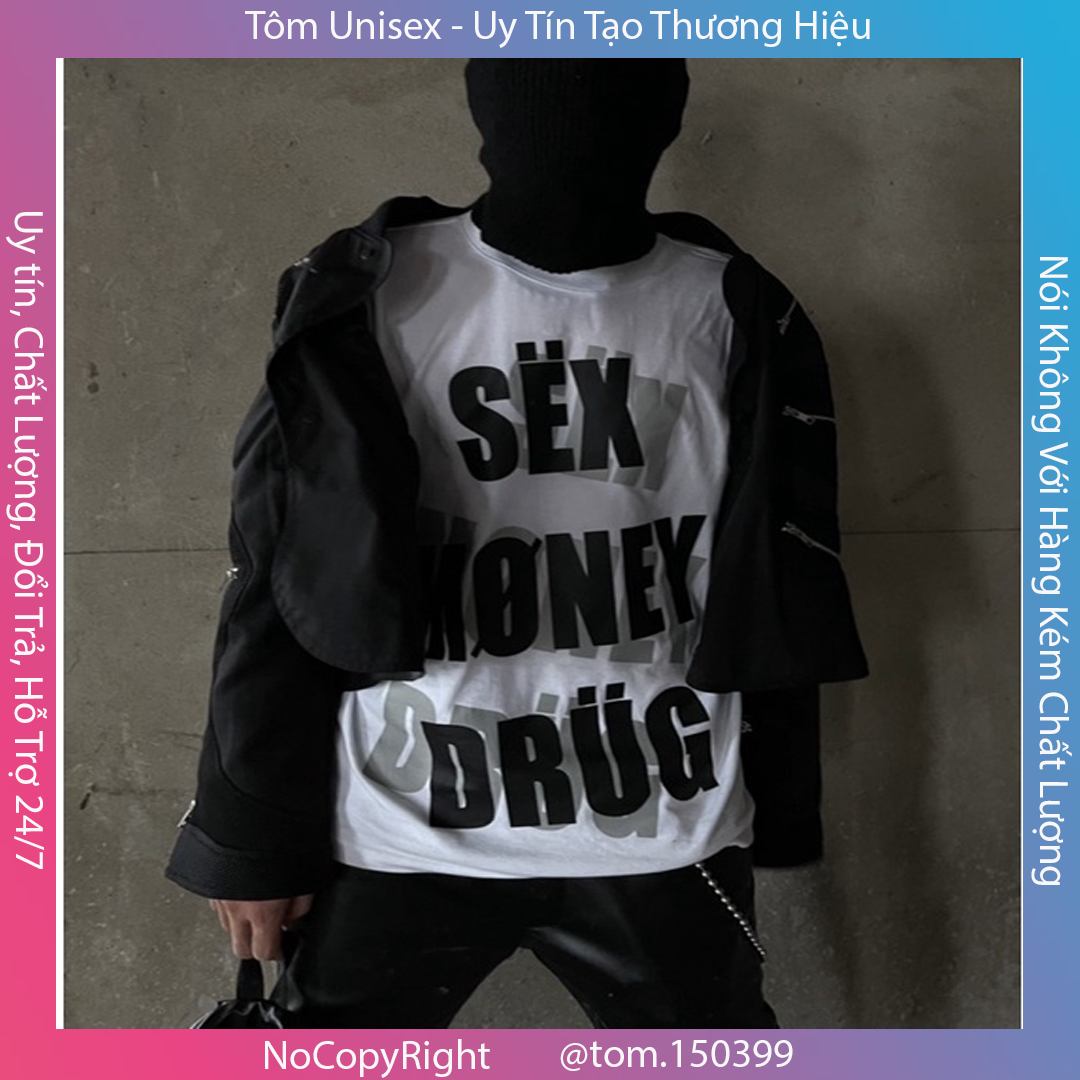 Tôm Unisex - Uy Tín Tạo Thương Hiệu
Uy tín, Chất Lượng, Đổi Trả, Hỗ Trợ 24/7
SËX
MØNEY
DRÜG
Nói Không Với Hàng Kém Chất Lượng
NoCopyRight @tom.150399